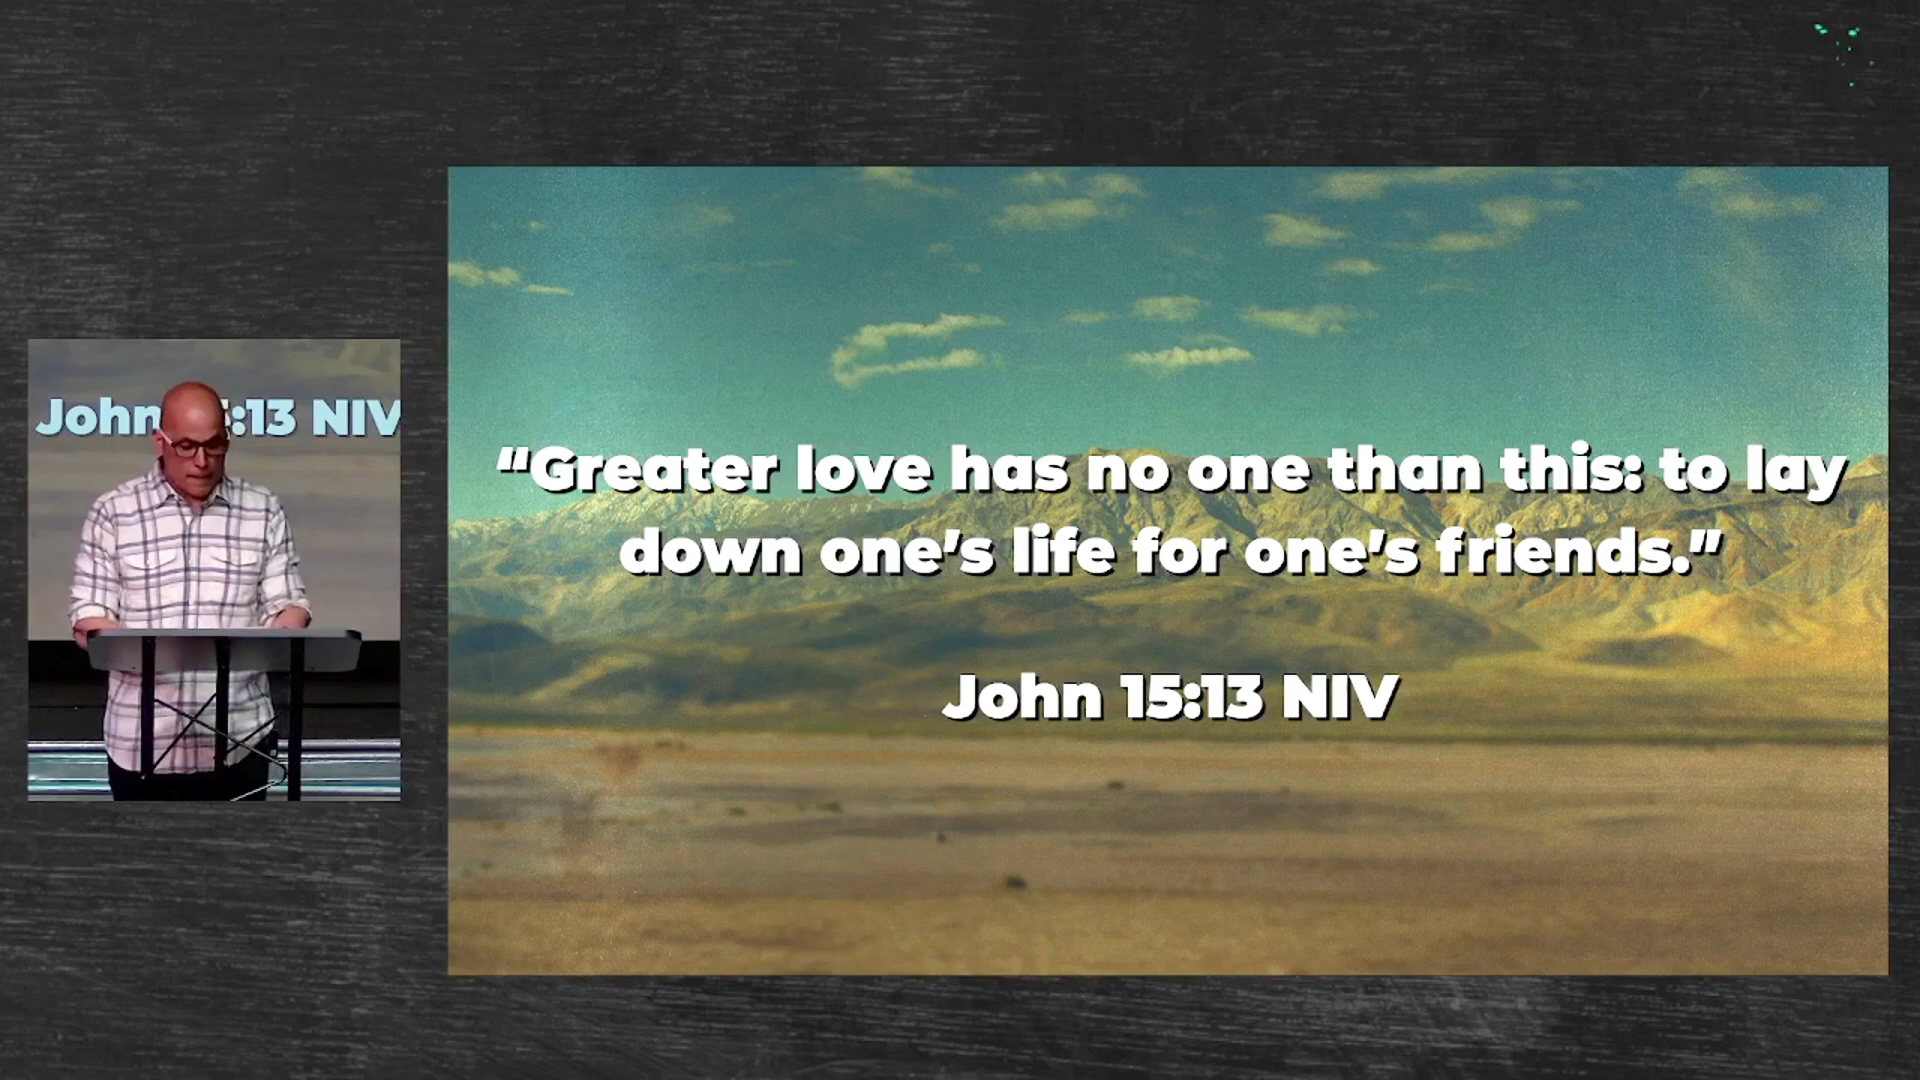 John 5:13 NIV
“Greater love has no one than this: to lay
down one’s life for one’s friends.”
John 15:13 NIV